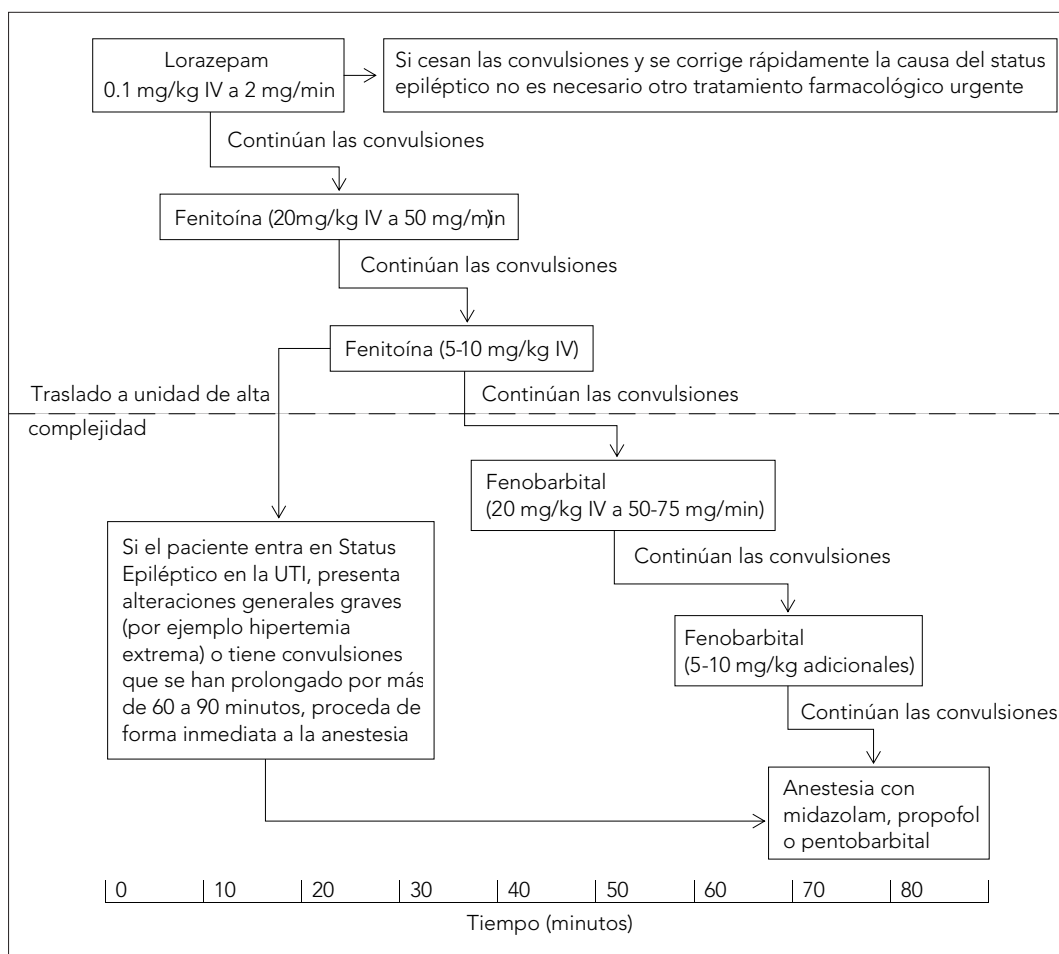 Lorazepam
0.1 mg/kg IV a 2 mg/min
Si cesan las convulsiones y se corrige rápidamente la causa del status
epiléptico no es necesario otro tratamiento farmacológico urgente
Continúan las convulsiones
Fenitoína (20mg/kg IV a 50 mg/min)
Continúan las convulsiones
Fenitoína (5-10 mg/kg IV)
Traslado a unidad de alta
complejidad
Continúan las convulsiones
Fenobarbital
(20 mg/kg IV a 50-75 mg/min)
Continúan las convulsiones
Si el paciente entra en Status
Epiléptico en la UTI, presenta
alteraciones generales graves
(por ejemplo hipertemia
extrema) o tiene convulsiones
que se han prolongado por más
de 60 a 90 minutos, proceda de
forma inmediata a la anestesia
Fenobarbital
(5-10 mg/kg adicionales)
Continúan las convulsiones
Anestesia con
midazolam, propofol
o pentobarbital
0 10 20 30 40 50 60 70 80
Tiempo (minutos)